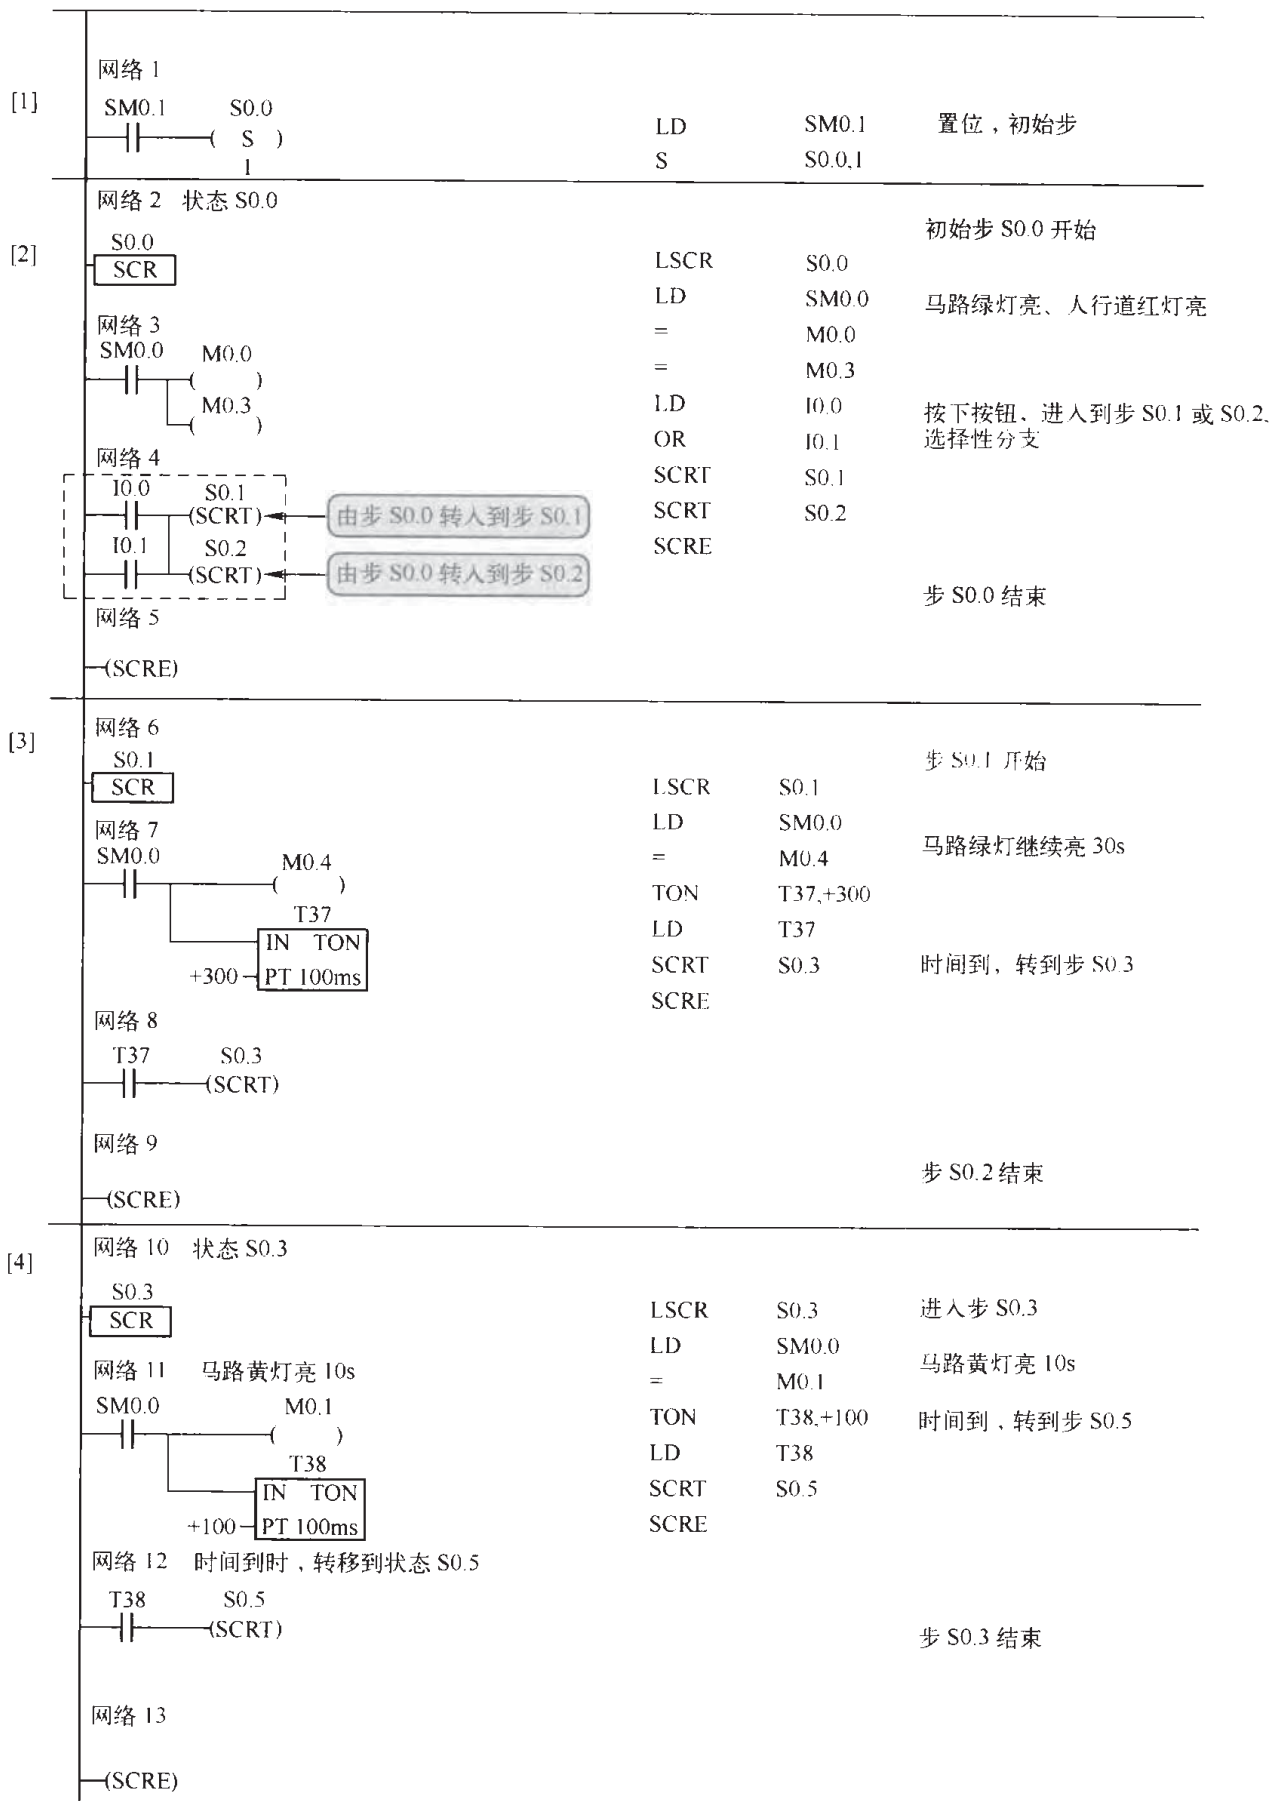 网络 1
[1]
SM0.1 S0.0
( S )
1
LD SM0.1 置位，初始步
S S0.0,1
网络 2 状态 S0.0
初始步 S0.0 开始
[2]
S0.0
SCR
LSCR S0.0
LD SM0.0 马路绿灯亮、人行道红灯亮
= M0.0
= M0.3
网络 3
SM0.0 M0.0
( )
M0.3
( )
LD I0.0 按下按钮、进入到步 S0.1 或 S0.2,
OR I0.1 选择性分支
SCRT S0.1
SCRT S0.2
SCRE
网络 4
I0.0 S0.1
(SCRT) 由步 S0.0 转入到步 S0.1
I0.1 S0.2
(SCRT) 由步 S0.0 转入到步 S0.2
步 S0.0 结束
网络 5
(SCRE)
网络 6
[3]
S0.1
SCR
步 S0.1 开始
LSCR S0.1
LD SM0.0
= M0.4 马路绿灯继续亮 30s
TON T37,+300
LD T37
SCRT S0.3 时间到，转到步 S0.3
SCRE
网络 7
SM0.0 M0.4
( )
T37
IN TON
+300 PT 100ms
网络 8
T37 S0.3
(SCRT)
网络 9
步 S0.2 结束
(SCRE)
网络 10 状态 S0.3
[4]
S0.3
SCR
LSCR S0.3 进入步 S0.3
LD SM0.0
= M0.1 马路黄灯亮 10s
TON T38,+100 时间到，转到步 S0.5
LD T38
SCRT S0.5
SCRE
网络 11 马路黄灯亮 10s
SM0.0 M0.1
( )
T38
IN TON
+100 PT 100ms
网络 12 时间到时，转移到状态 S0.5
T38 S0.5
(SCRT)
步 S0.3 结束
网络 13
(SCRE)